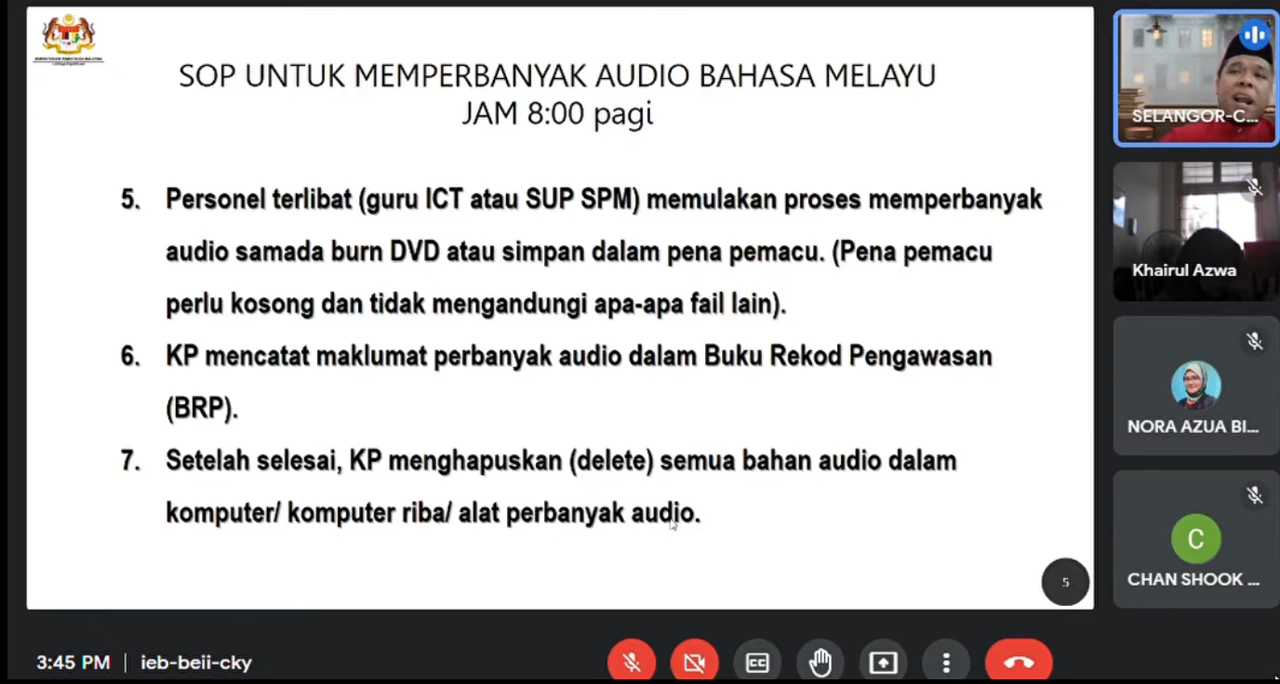 SOP UNTUK MEMPERBANYAK AUDIO BAHASA MELAYU
JAM 8:00 pagi
5. Personel terlibat (guru ICT atau SUP SPM) memulakan proses memperbanyak
audio samada burn DVD atau simpan dalam pena pemacu. (Pena pemacu
perlu kosong dan tidak mengandungi apa-apa fail lain).
6. KP mencatat maklumat perbanyak audio dalam Buku Rekod Pengawasan
(BRP).
7. Setelah selesai, KP menghapuskan (delete) semua bahan audio dalam
komputer/ komputer riba/ alat perbanyak audio.
5
SELANGOR-C...
Khairul Azwa
NORA AZUA BI...
C
CHAN SHOOK ...
3:45 PM | ieb-beii-cky
CC